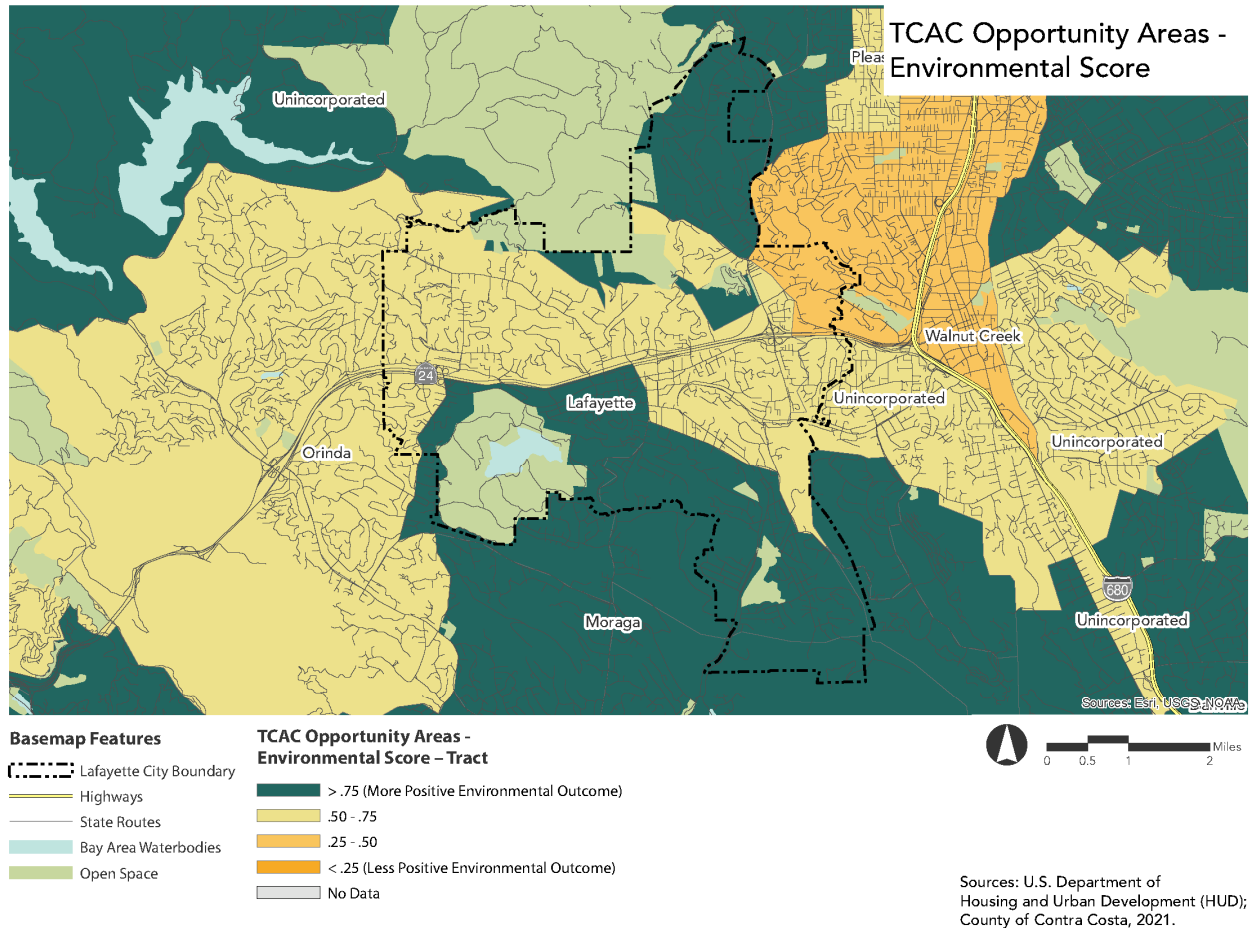 TCAC Opportunity Areas -
Environmental Score
Pleas
Unincorporated
Walnut Creek
24
Lafayette
Unincorporated
Unincorporated
Orinda
680
Moraga
Unincorporated
Sources: Esri, USGS, NOAA
Basemap Features
Lafayette City Boundary
Highways
State Routes
Bay Area Waterbodies
Open Space
TCAC Opportunity Areas -
Environmental Score – Tract
> .75 (More Positive Environmental Outcome)
.50 - .75
.25 - .50
< .25 (Less Positive Environmental Outcome)
No Data
Miles
0 0.5 1 2
Sources: U.S. Department of
Housing and Urban Development (HUD);
County of Contra Costa, 2021.